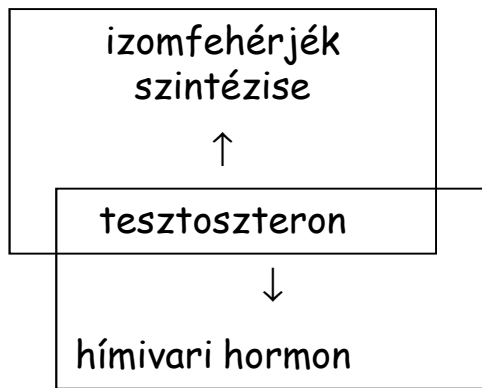 izomfehérjék
szintézise
↑
tesztoszteron
↓
hímivari hormon